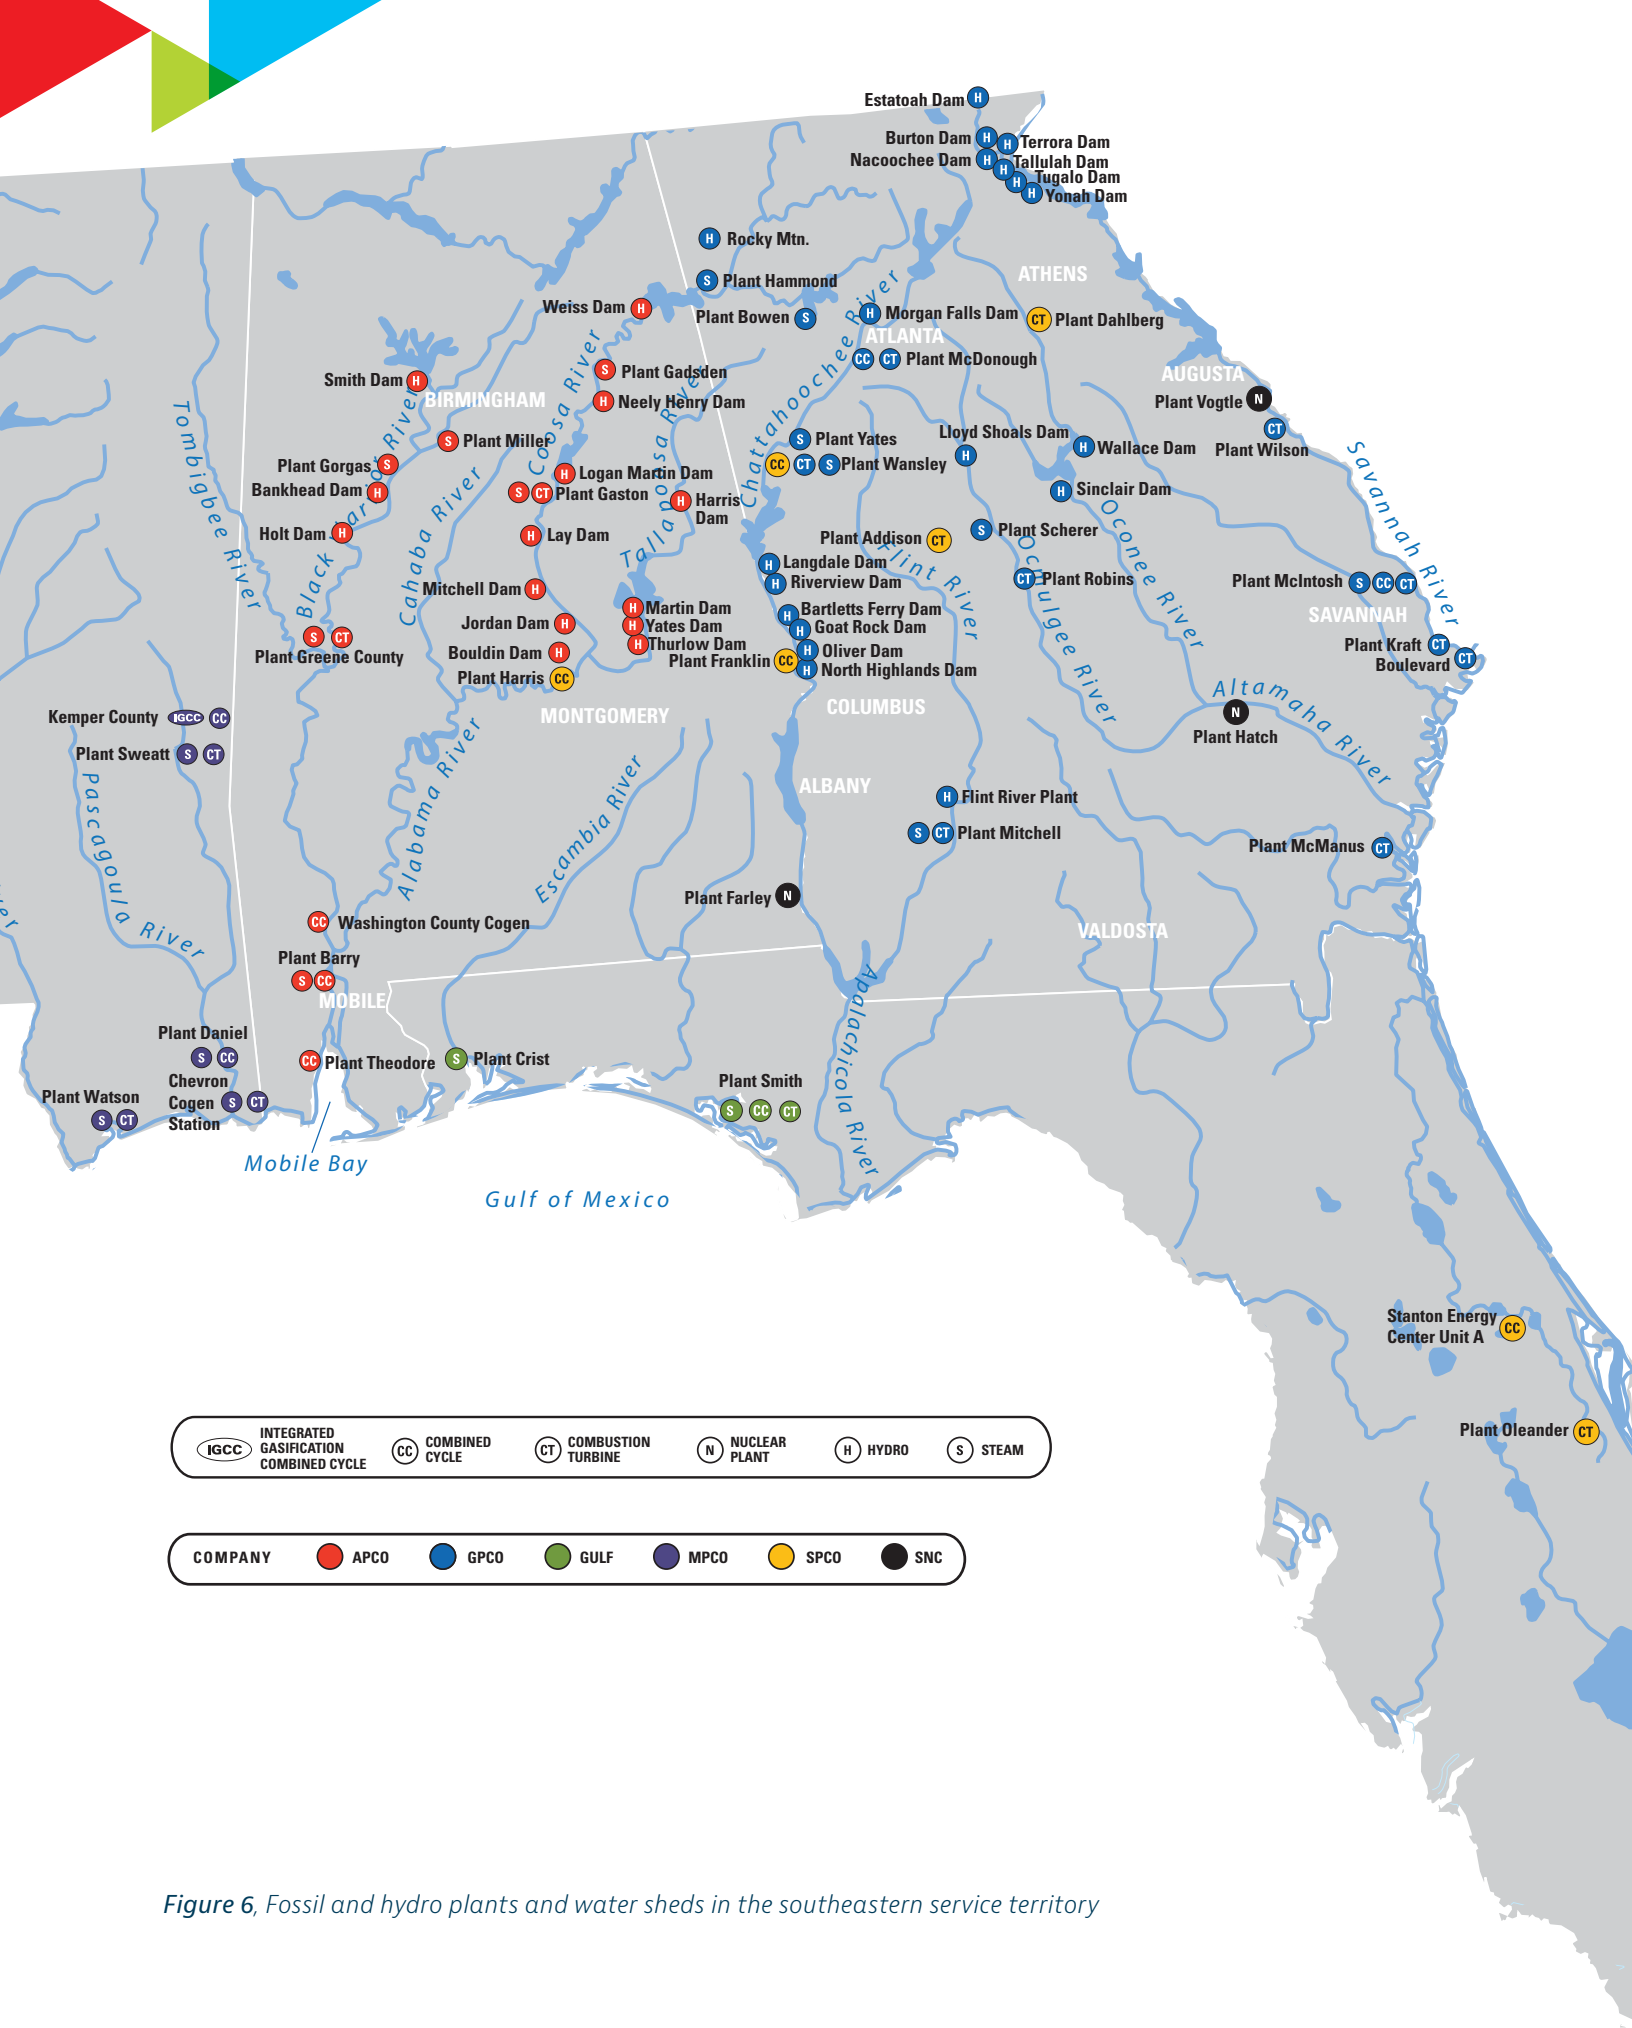 Estatoah Dam H
Burton Dam H
H Terrora Dam
Nacoochee Dam H
H Tallulah Dam
H Tugalo Dam
H Yonah Dam
H Rocky Mtn.
ATHENS
S Plant Hammond
Weiss Dam H
Plant Bowen S
H Morgan Falls Dam
CT Plant Dahlberg
ATLANTA
CC CT Plant McDonough
S Plant Gadsden
AUGUSTA
Smith Dam H
BIRMINGHAM
H Neely Henry Dam
Plant Vogtle N
CT
Plant Wilson
S Plant Miller
S Plant Yates
Lloyd Shoals Dam
H
H Wallace Dam
Plant Gorgas S
CC CT S Plant Wansley
H Logan Martin Dam
Bankhead Dam H
S CT Plant Gaston
H Harris
Dam
H Sinclair Dam
Holt Dam H
H Lay Dam
Plant Addison CT
S Plant Scherer
H Langdale Dam
H Riverview Dam
CT Plant Robins
Plant McIntosh S CC CT
Mitchell Dam H
H Martin Dam
H Yates Dam
H Thurlow Dam
H Bartletts Ferry Dam
H Goat Rock Dam
SAVANNAH
Jordan Dam H
S CT
Plant Greene County
Bouldin Dam H
Plant Franklin CC
H Oliver Dam
H North Highlands Dam
Plant Kraft CT
Boulevard CT
Plant Harris CC
COLUMBUS
MONTGOMERY
Kemper County IGCC CC
N
Plant Hatch
Plant Sweatt S CT
ALBANY
H Flint River Plant
S CT Plant Mitchell
Plant McManus CT
Plant Farley N
CC Washington County Cogen
VALDOSTA
Plant Barry
S CC
MOBILE
Plant Daniel
S CC
CC Plant Theodore
S Plant Crist
Chevron
Cogen
Station
S CT
Plant Watson
S CT
Plant Smith
S CC CT
Tombigbee River
Black Warrior River
Cahaba River
Coosa River
Tallapoosa River
Chattahoochee River
Flint River
Ocmulgee River
Oconee River
Savannah River
Altamaha River
Pascagoula River
Alabama River
Escambia River
Apalachicola River
Mobile Bay
Gulf of Mexico
Stanton Energy
Center Unit A
CC
Plant Oleander CT
IGCC INTEGRATED
GASIFICATION
COMBINED CYCLE
CC COMBINED
CYCLE
CT COMBUSTION
TURBINE
N NUCLEAR
PLANT
H HYDRO
S STEAM
COMPANY APCO GPCO GULF MPCO SPCO SNC
Figure 6, Fossil and hydro plants and water sheds in the southeastern service territory